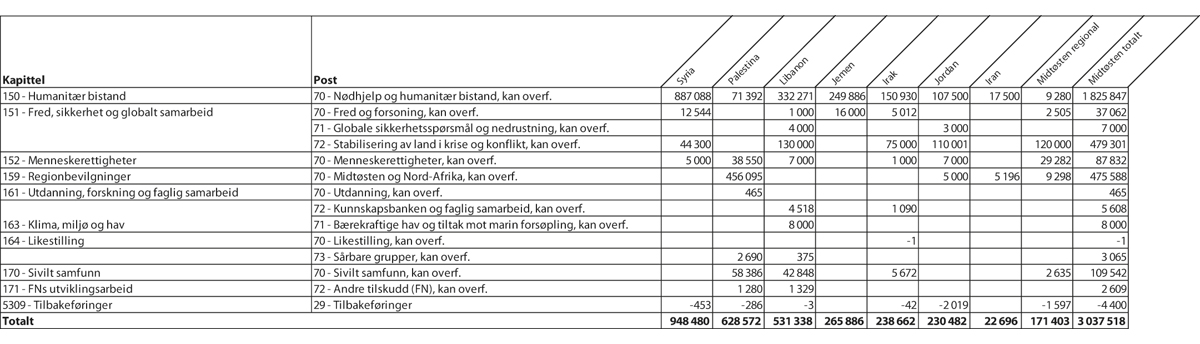 Kapittel Post Syria Palestina Libanon Jemen Irak Jordan Iran Midtøsten regional Midtøsten totalt
150 - Humanitær bistand 70 - Nødhjelp og humanitær bistand, kan overf. 887 088 71 392 332 271 249 886 150 930 107 500 17 500 9 280 1 825 847
151 - Fred, sikkerhet og globalt samarbeid 70 - Fred og forsoning, kan overf. 12 544 1 000 16 000 5 012 2 505 37 062
71 - Globale sikkerhetsspørsmål og nedrustning, kan overf. 4 000 3 000 7 000
72 - Stabilisering av land i krise og konflikt, kan overf. 44 300 130 000 75 000 110 001 120 000 479 301
152 - Menneskerettigheter 70 - Menneskerettigheter, kan overf. 5 000 38 550 7 000 1 000 7 000 29 282 87 832
159 - Regionbevilgninger 70 - Midtøsten og Nord-Afrika, kan overf. 456 095 5 000 5 196 9 298 475 588
161 - Utdanning, forskning og faglig samarbeid 70 - Utdanning, kan overf. 465 465
72 - Kunnskapsbanken og faglig samarbeid, kan overf. 4 518 1 090 5 608
163 - Klima, miljø og hav 71 - Bærekraftige hav og tiltak mot marin forsøpling, kan overf. 8 000 8 000
164 - Likestilling 70 - Likestilling, kan overf. -1 -1
73 - Sårbare grupper, kan overf. 2 690 375 3 065
170 - Sivilt samfunn 70 - Sivilt samfunn, kan overf. 58 386 42 848 5 672 2 635 109 542
171 - FNs utviklingsarbeid 72 - Andre tilskudd (FN), kan overf. 1 280 1 329 2 609
5309 - Tilbakeføringer 29 - Tilbakeføringer -453 -286 -3 -42 -2 019 -1 597 -4 400
Totalt 948 480 628 572 531 338 265 886 238 662 230 482 22 696 171 403 3 037 518